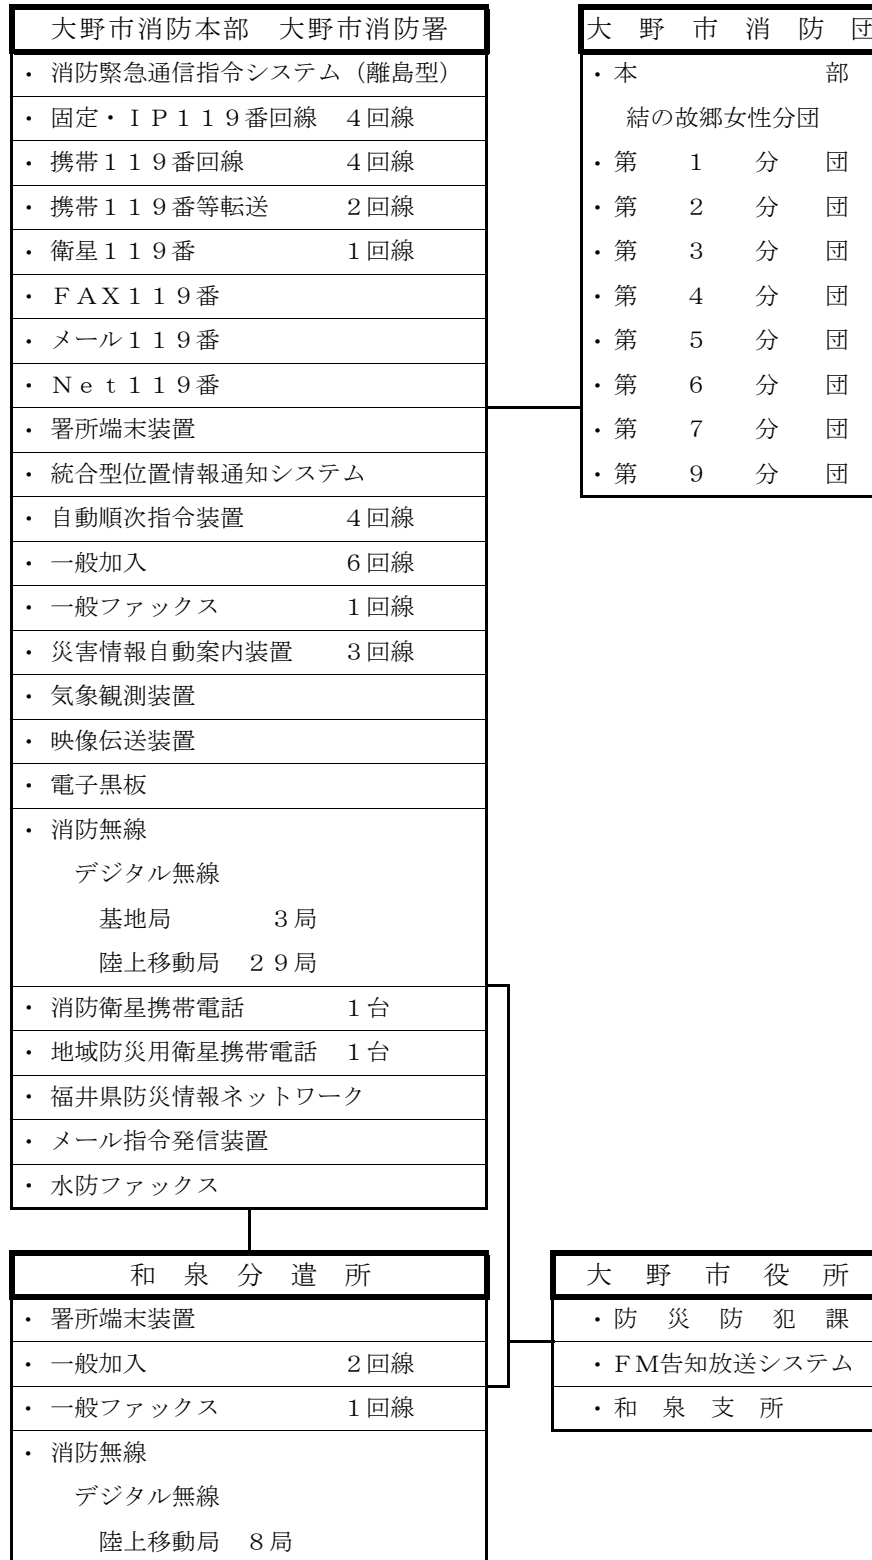 大野市消防本部　大野市消防署
・ 消防緊急通信指令システム（離島型）
・ 固定・ＩＰ１１９番回線　４回線
・ 携帯１１９番回線　４回線
・ 携帯１１９番等転送　２回線
・ 衛星１１９番　１回線
・ ＦＡＸ１１９番
・ メール１１９番
・ Ｎｅｔ１１９番
・ 署所端末装置
・ 統合型位置情報通知システム
・ 自動順次指令装置　４回線
・ 一般加入　６回線
・ 一般ファックス　１回線
・ 災害情報自動案内装置　３回線
・ 気象観測装置
・ 映像伝送装置
・ 電子黒板
・ 消防無線
デジタル無線
基地局　３局
陸上移動局　２９局
・ 消防衛星携帯電話　１台
・ 地域防災用衛星携帯電話　１台
・ 福井県防災情報ネットワーク
・ メール指令発信装置
・ 水防ファックス
大野市消防団
・本部
結の故郷女性分団
・第１分団
・第２分団
・第３分団
・第４分団
・第５分団
・第６分団
・第７分団
・第９分団
和泉分遣所
・ 署所端末装置
・ 一般加入　２回線
・ 一般ファックス　１回線
・ 消防無線
デジタル無線
陸上移動局　８局
大野市役所
・防災防犯課
・ＦＭ告知放送システム
・和泉支所